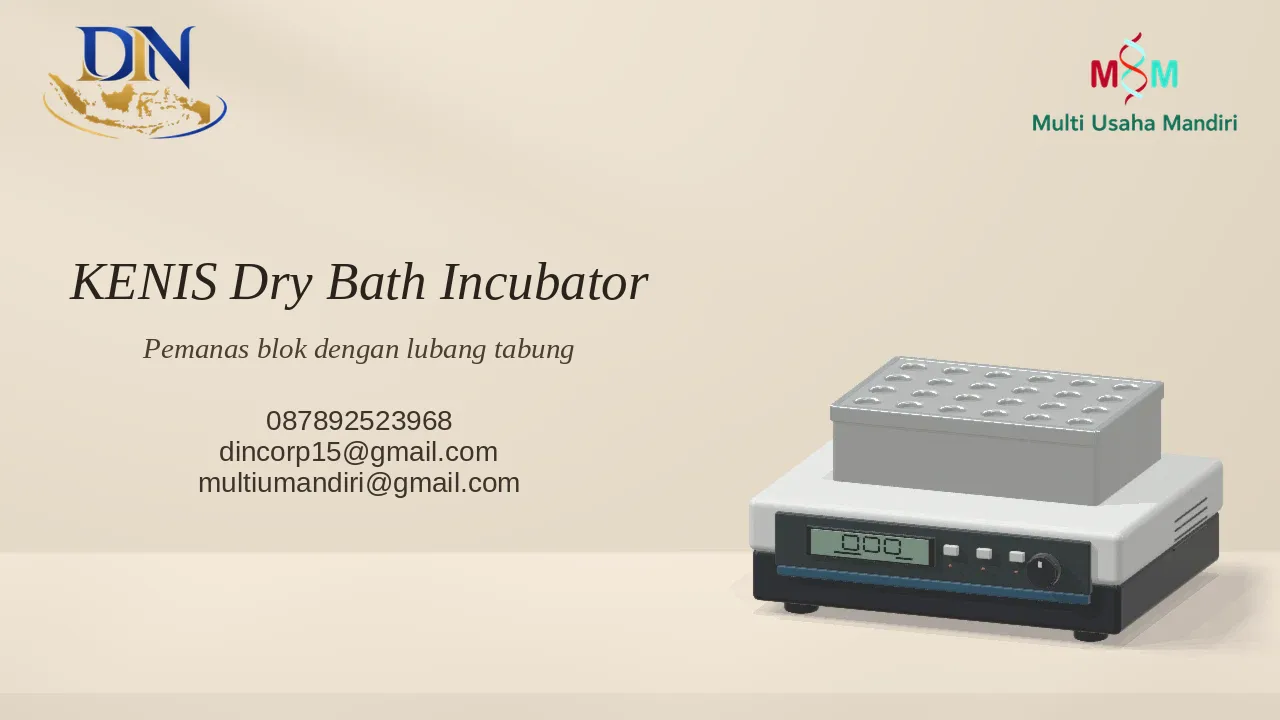 DN
M M
Multi Usaha Mandiri
KENIS Dry Bath Incubator
Pemanas blok dengan lubang tabung
087892523968
dincorp15@gmail.com
multiumandiri@gmail.com
000